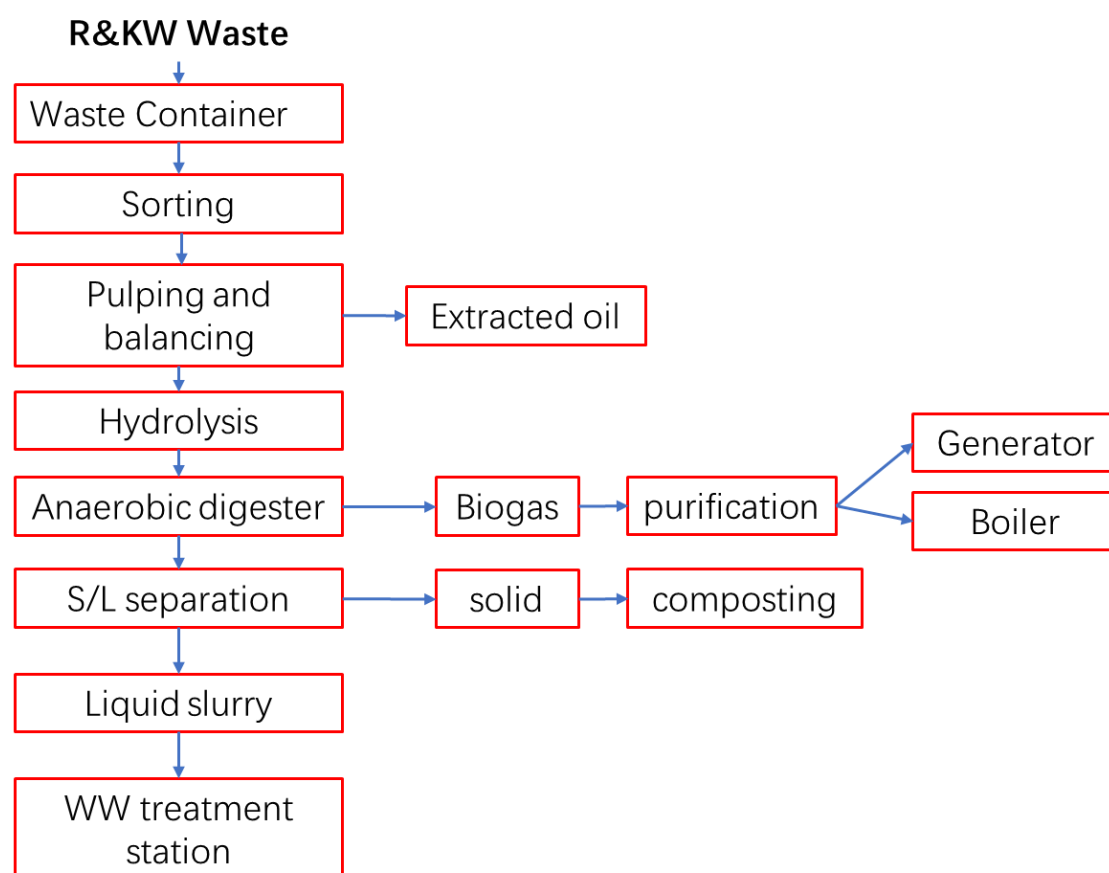 R&KW Waste
Waste Container
Sorting
Pulping and
balancing
Extracted oil
Hydrolysis
Generator
Anaerobic digester
Biogas
purification
Boiler
S/L separation
solid
composting
Liquid slurry
WW treatment
station